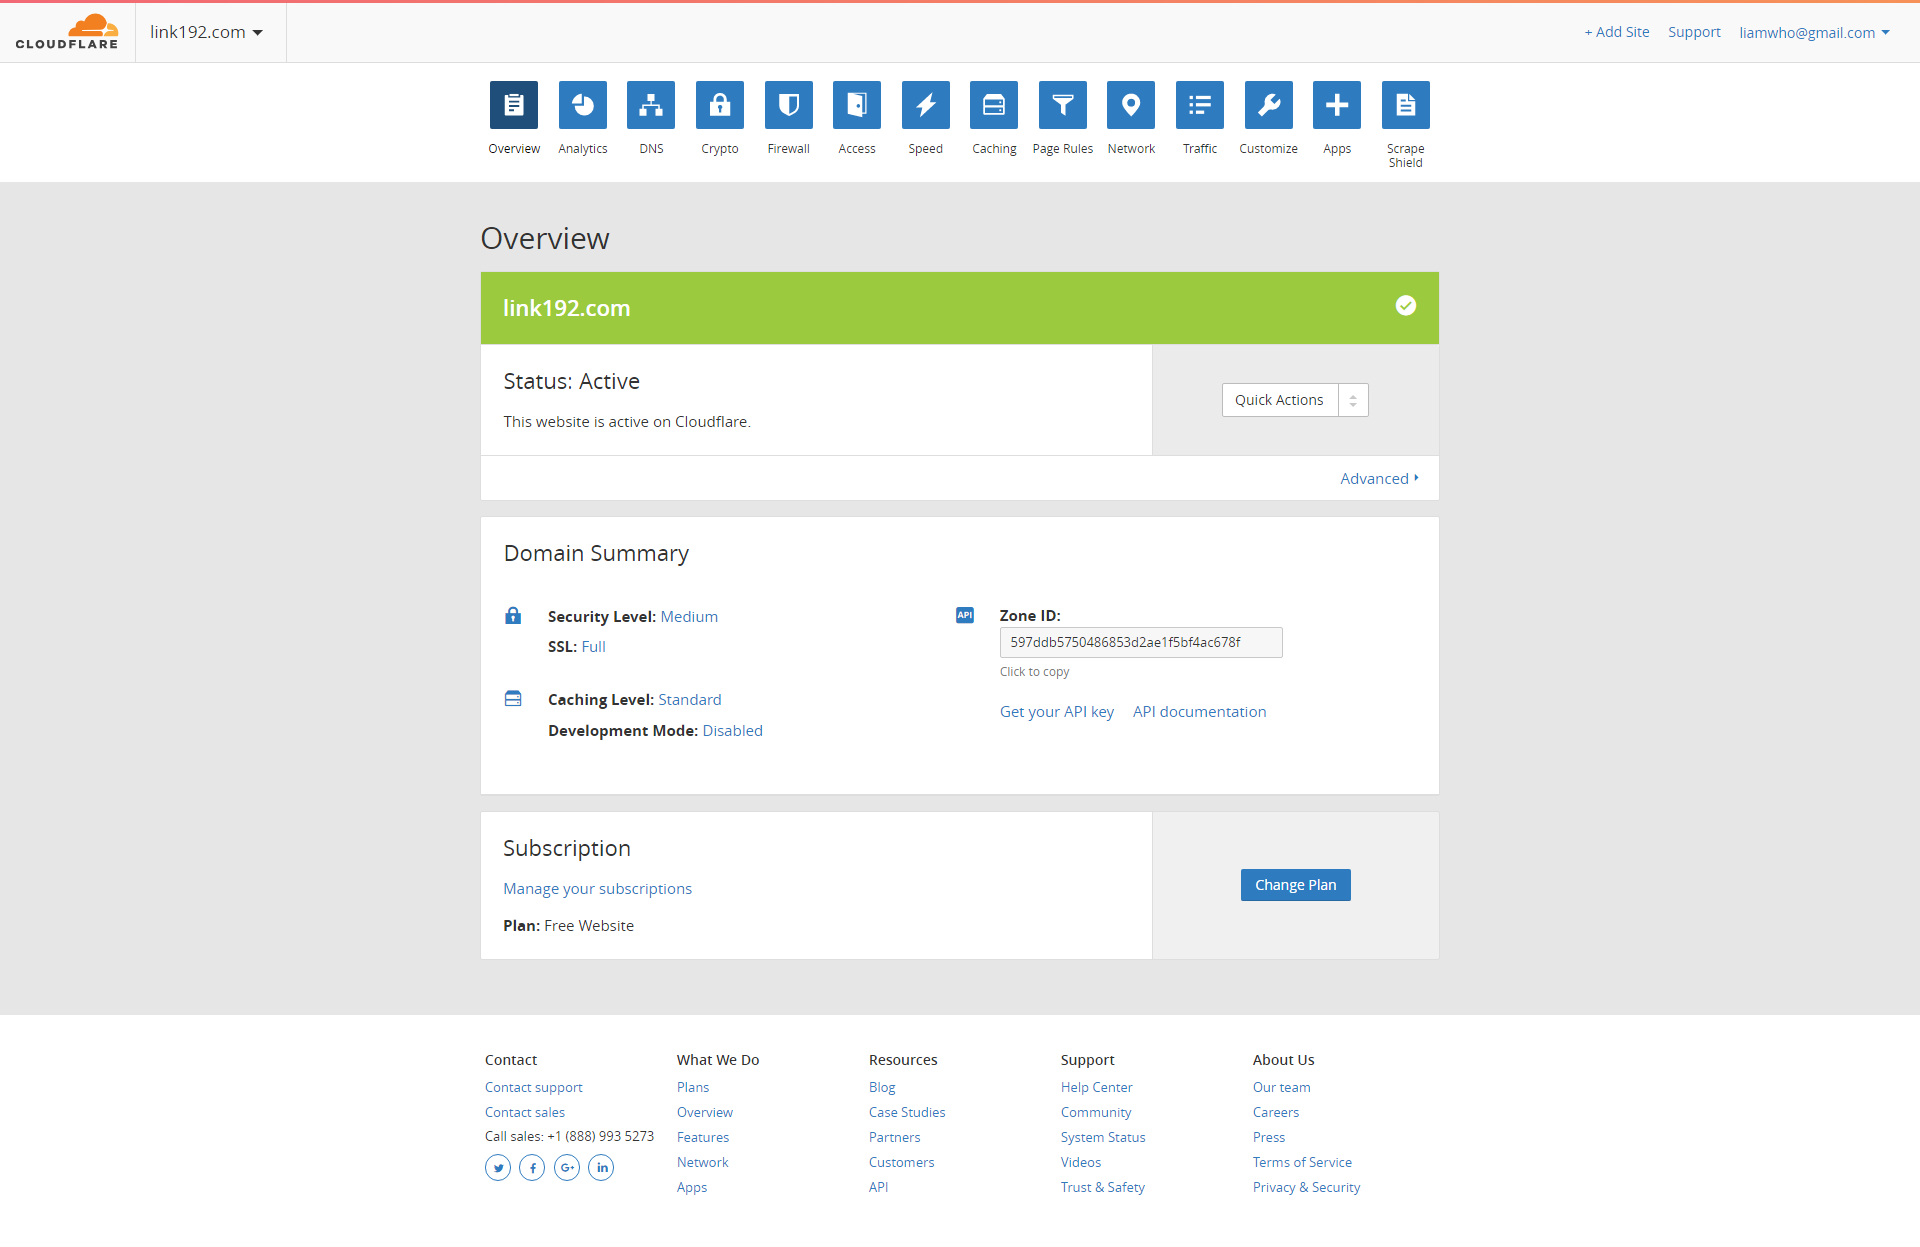 CLOUDFLARE
link192.com
+ Add Site Support liamwho@gmail.com
Overview Analytics DNS Crypto Firewall Access Speed Caching Page Rules Network Traffic Customize Apps Scrape Shield
Overview
link192.com
Status: Active
This website is active on Cloudflare.
Quick Actions
Advanced
Domain Summary
Security Level: Medium
SSL: Full
Caching Level: Standard
Development Mode: Disabled
API
Zone ID:
597ddb5750486853d2ae1f5bf4ac678f
Click to copy
Get your API key API documentation
Subscription
Manage your subscriptions
Plan: Free Website
Change Plan
Contact
Contact support
Contact sales
Call sales: +1 (888) 993 5273
f G+ in
What We Do
Plans
Overview
Features
Network
Apps
Resources
Blog
Case Studies
Partners
Customers
API
Support
Help Center
Community
System Status
Videos
Trust & Safety
About Us
Our team
Careers
Press
Terms of Service
Privacy & Security